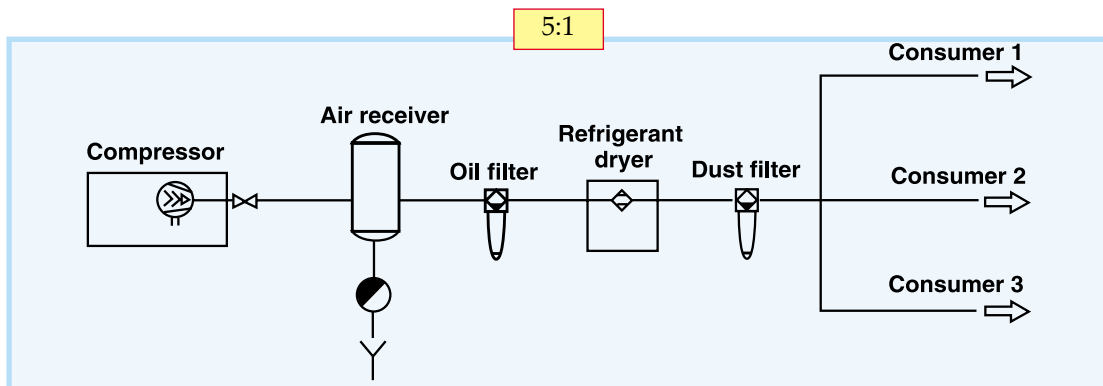 5:1
Consumer 1
Air receiver
Compressor
Refrigerant
dryer
Oil filter
Dust filter
Consumer 2
Consumer 3